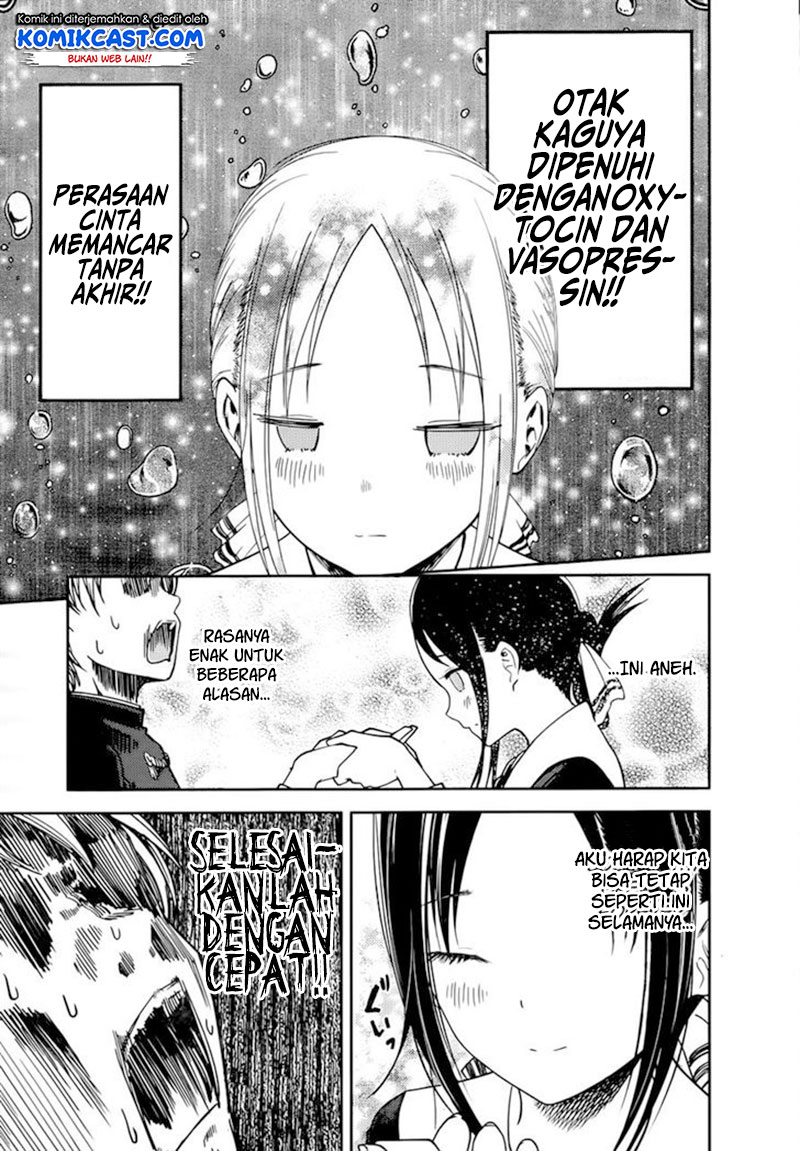 Komik ini diterjemahkan & diedit oleh
KOMIKCAST.COM
BUKAN WEB LAIN!!
OTAK
KAGUYA
DIPENUHI
DENGAN OXY-
TOCIN DAN
VASOPRES-
SIN!!
PERASAAN
CINTA
MEMANCAR
TANPA
AKHIR!!
...INI ANEH.
RASANYA
ENAK UNTUK
BEBERAPA
ALASAN...
AKU HARAP KITA
BISA TETAP
SEPERTI INI
SELAMANYA...
SELESAI-
KANLAH
DENGAN
CEPAT!!